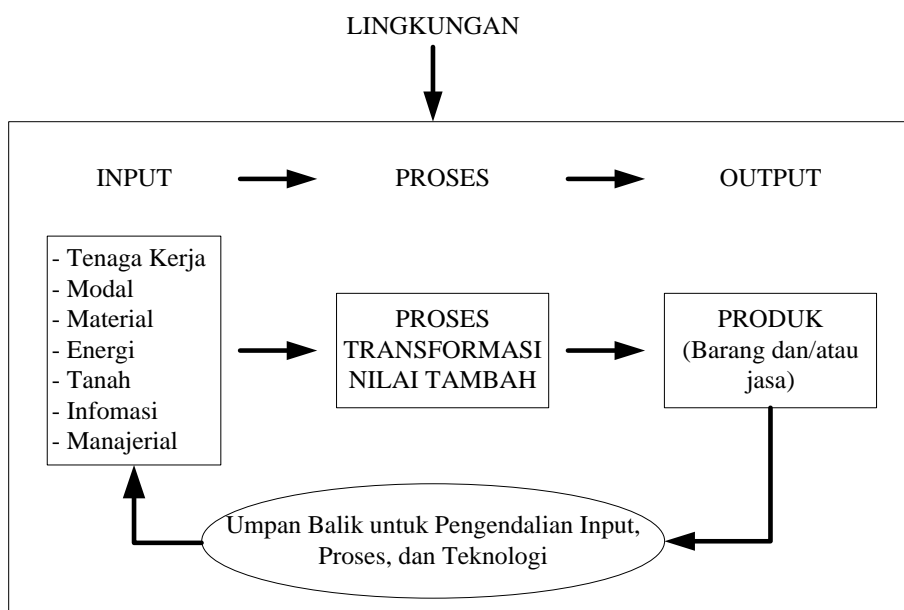 LINGKUNGAN
INPUT
PROSES
OUTPUT
- Tenaga Kerja
- Modal
- Material
- Energi
- Tanah
- Infomasi
- Manajerial
PROSES
TRANSFORMASI
NILAI TAMBAH
PRODUK
(Barang dan/atau
jasa)
Umpan Balik untuk Pengendalian Input,
Proses, dan Teknologi